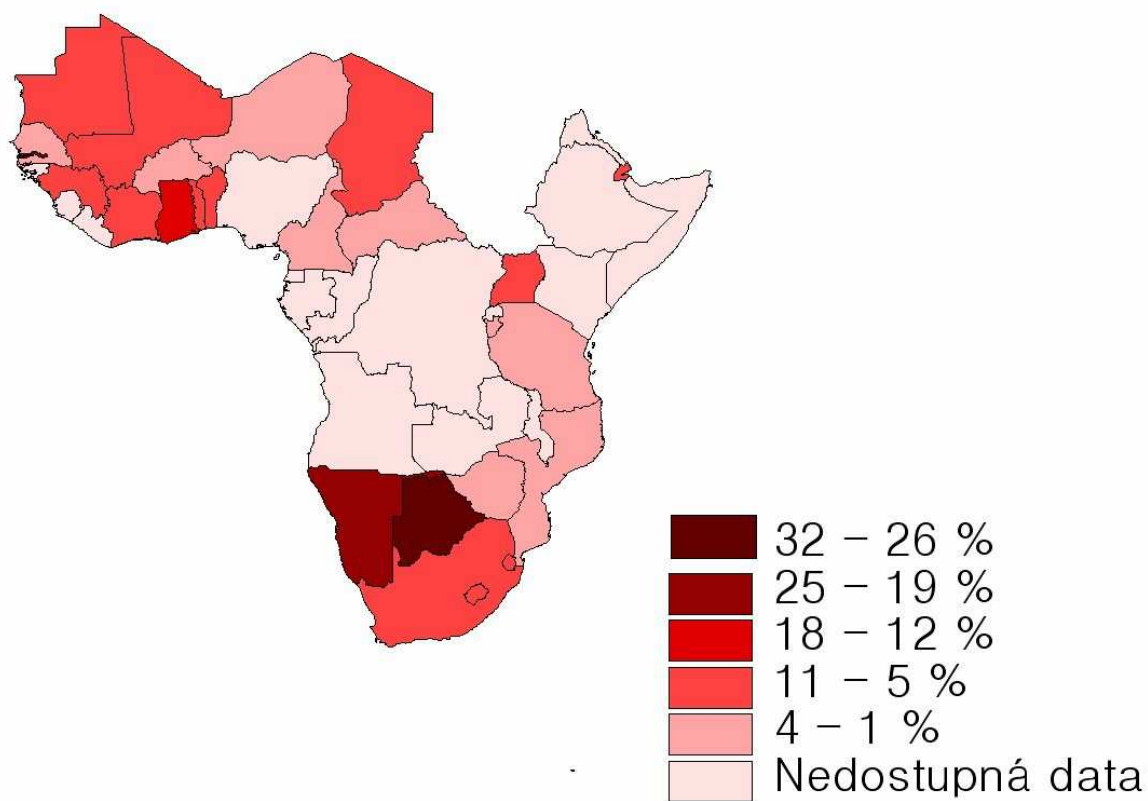 32 – 26 %
25 – 19 %
18 – 12 %
11 – 5 %
4 – 1 %
Nedostupná data